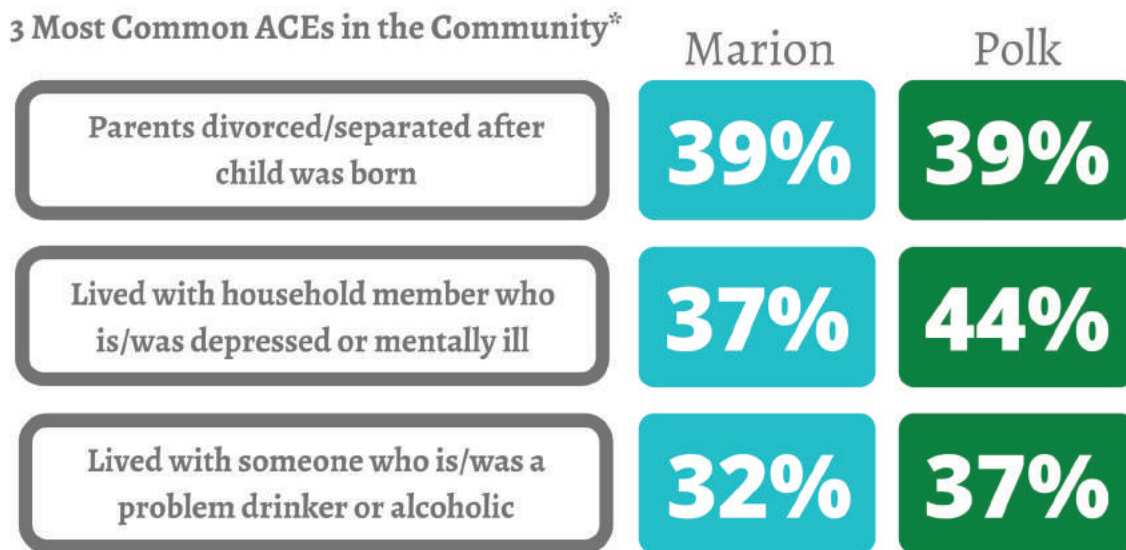 3 Most Common ACEs in the Community*
Marion
Polk
Parents divorced/separated after
child was born
39%
39%
Lived with household member who
is/was depressed or mentally ill
37%
44%
Lived with someone who is/was a
problem drinker or alcoholic
32%
37%